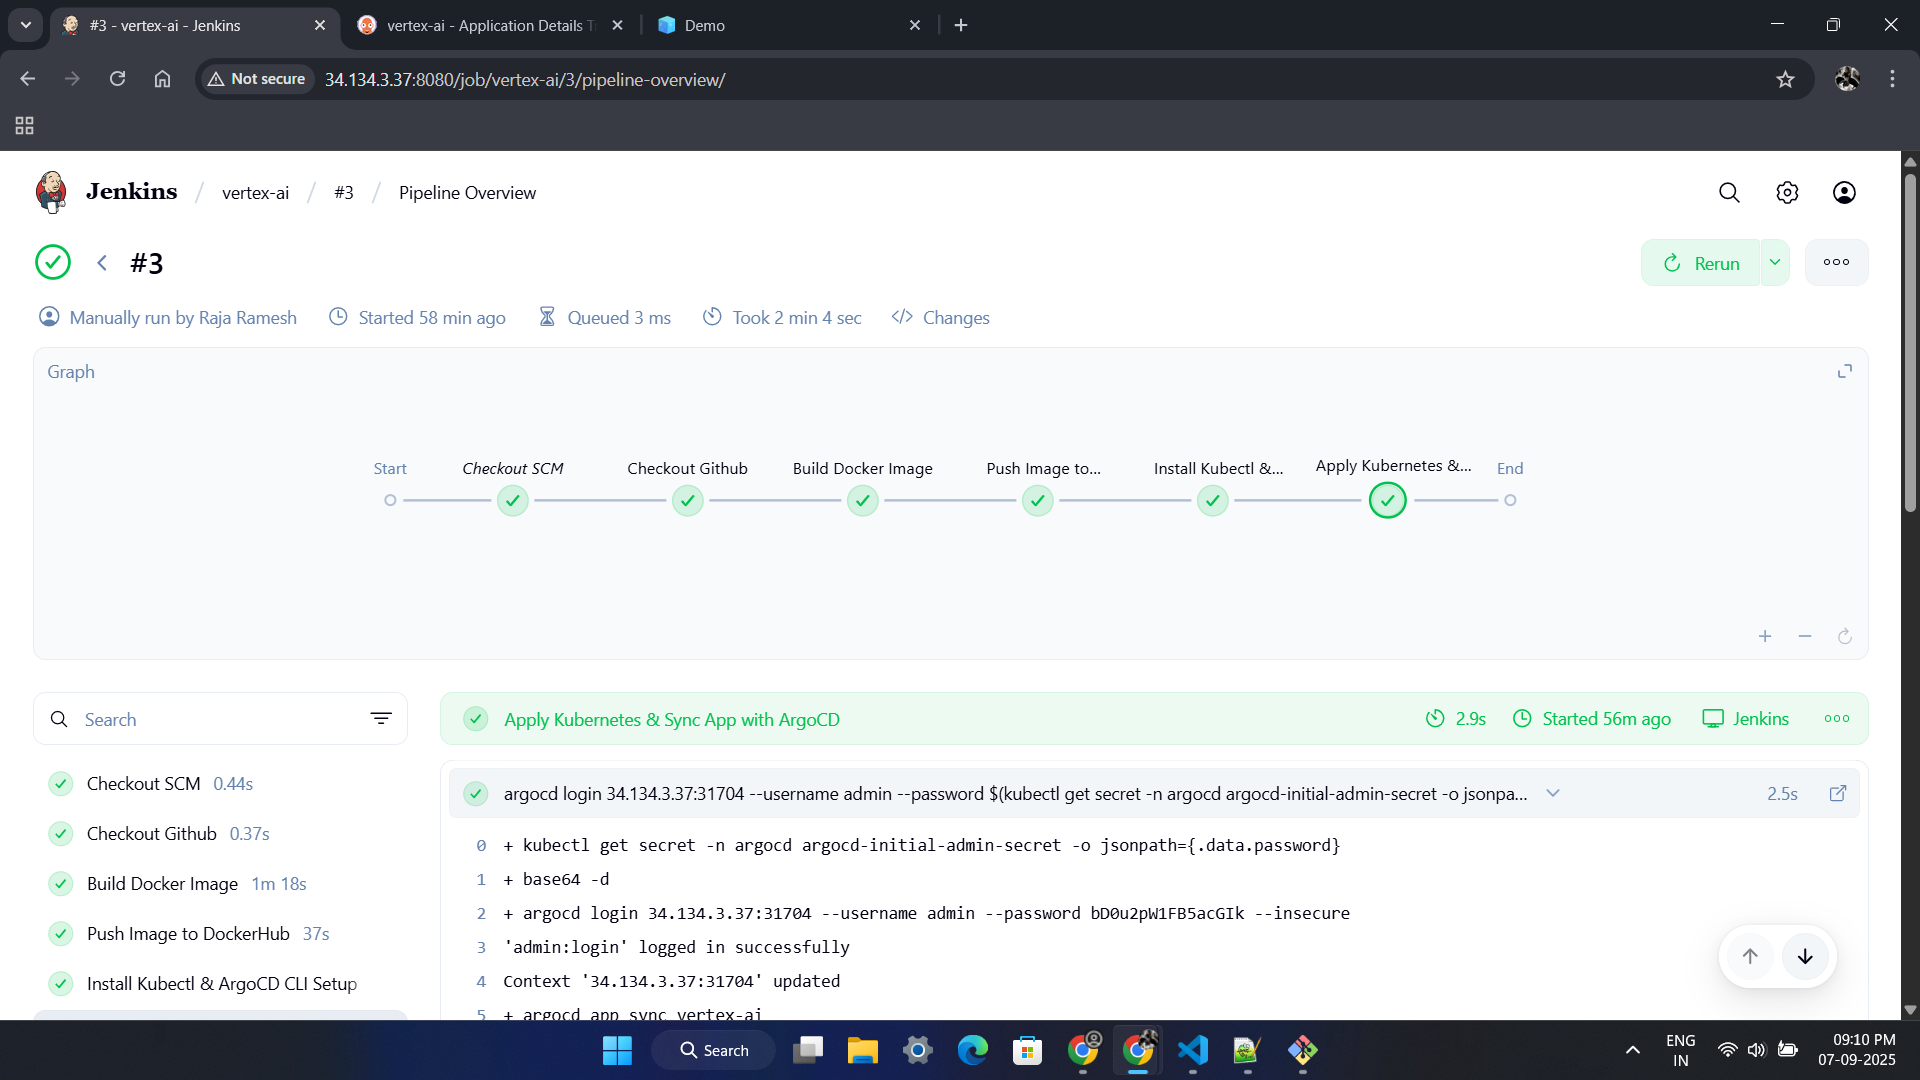 #3 - vertex-ai - Jenkins
vertex-ai - Application Details T
Demo
Not secure
34.134.3.37:8080/job/vertex-ai/3/pipeline-overview/
Jenkins / vertex-ai / #3 / Pipeline Overview
#3
Rerun
Manually run by Raja Ramesh
Started 58 min ago
Queued 3 ms
Took 2 min 4 sec
Changes
Graph
Start
Checkout SCM
Checkout Github
Build Docker Image
Push Image to...
Install Kubectl &...
Apply Kubernetes &...
End
Search
Checkout SCM 0.44s
Checkout Github 0.37s
Build Docker Image 1m 18s
Push Image to DockerHub 37s
Install Kubectl & ArgoCD CLI Setup
Apply Kubernetes & Sync App with ArgoCD
2.9s
Started 56m ago
Jenkins
argocd login 34.134.3.37:31704 --username admin --password $(kubectl get secret -n argocd argocd-initial-admin-secret -o jsonpa...
2.5s
0 + kubectl get secret -n argocd argocd-initial-admin-secret -o jsonpath={.data.password}
1 + base64 -d
2 + argocd login 34.134.3.37:31704 --username admin --password bD0u2pW1FB5acGIk --insecure
3 'admin:login' logged in successfully
4 Context '34.134.3.37:31704' updated
5 + argocd app sync vertex-ai
Search
ENG
IN
09:10 PM
07-09-2025